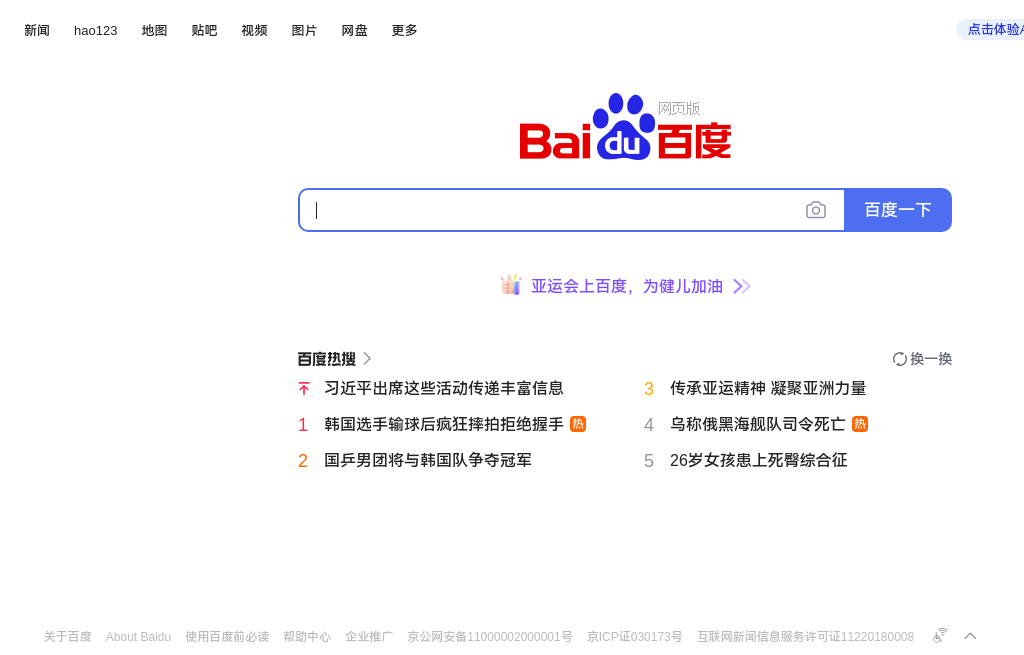 新闻 hao123 地图 贴吧 视频 图片 网盘 更多 点击体验A
Bai du 百度 网页版
百度一下
亚运会上百度，为健儿加油
百度热搜 换一换
习近平出席这些活动传递丰富信息
1 韩国选手输球后疯狂摔拍拒绝握手 热
2 国乒男团将与韩国队争夺冠军
3 传承亚运精神 凝聚亚洲力量
4 乌称俄黑海舰队司令死亡 热
5 26岁女孩患上死臀综合征
关于百度 About Baidu 使用百度前必读 帮助中心 企业推广 京公网安备11000002000001号 京ICP证030173号 互联网新闻信息服务许可证11220180008